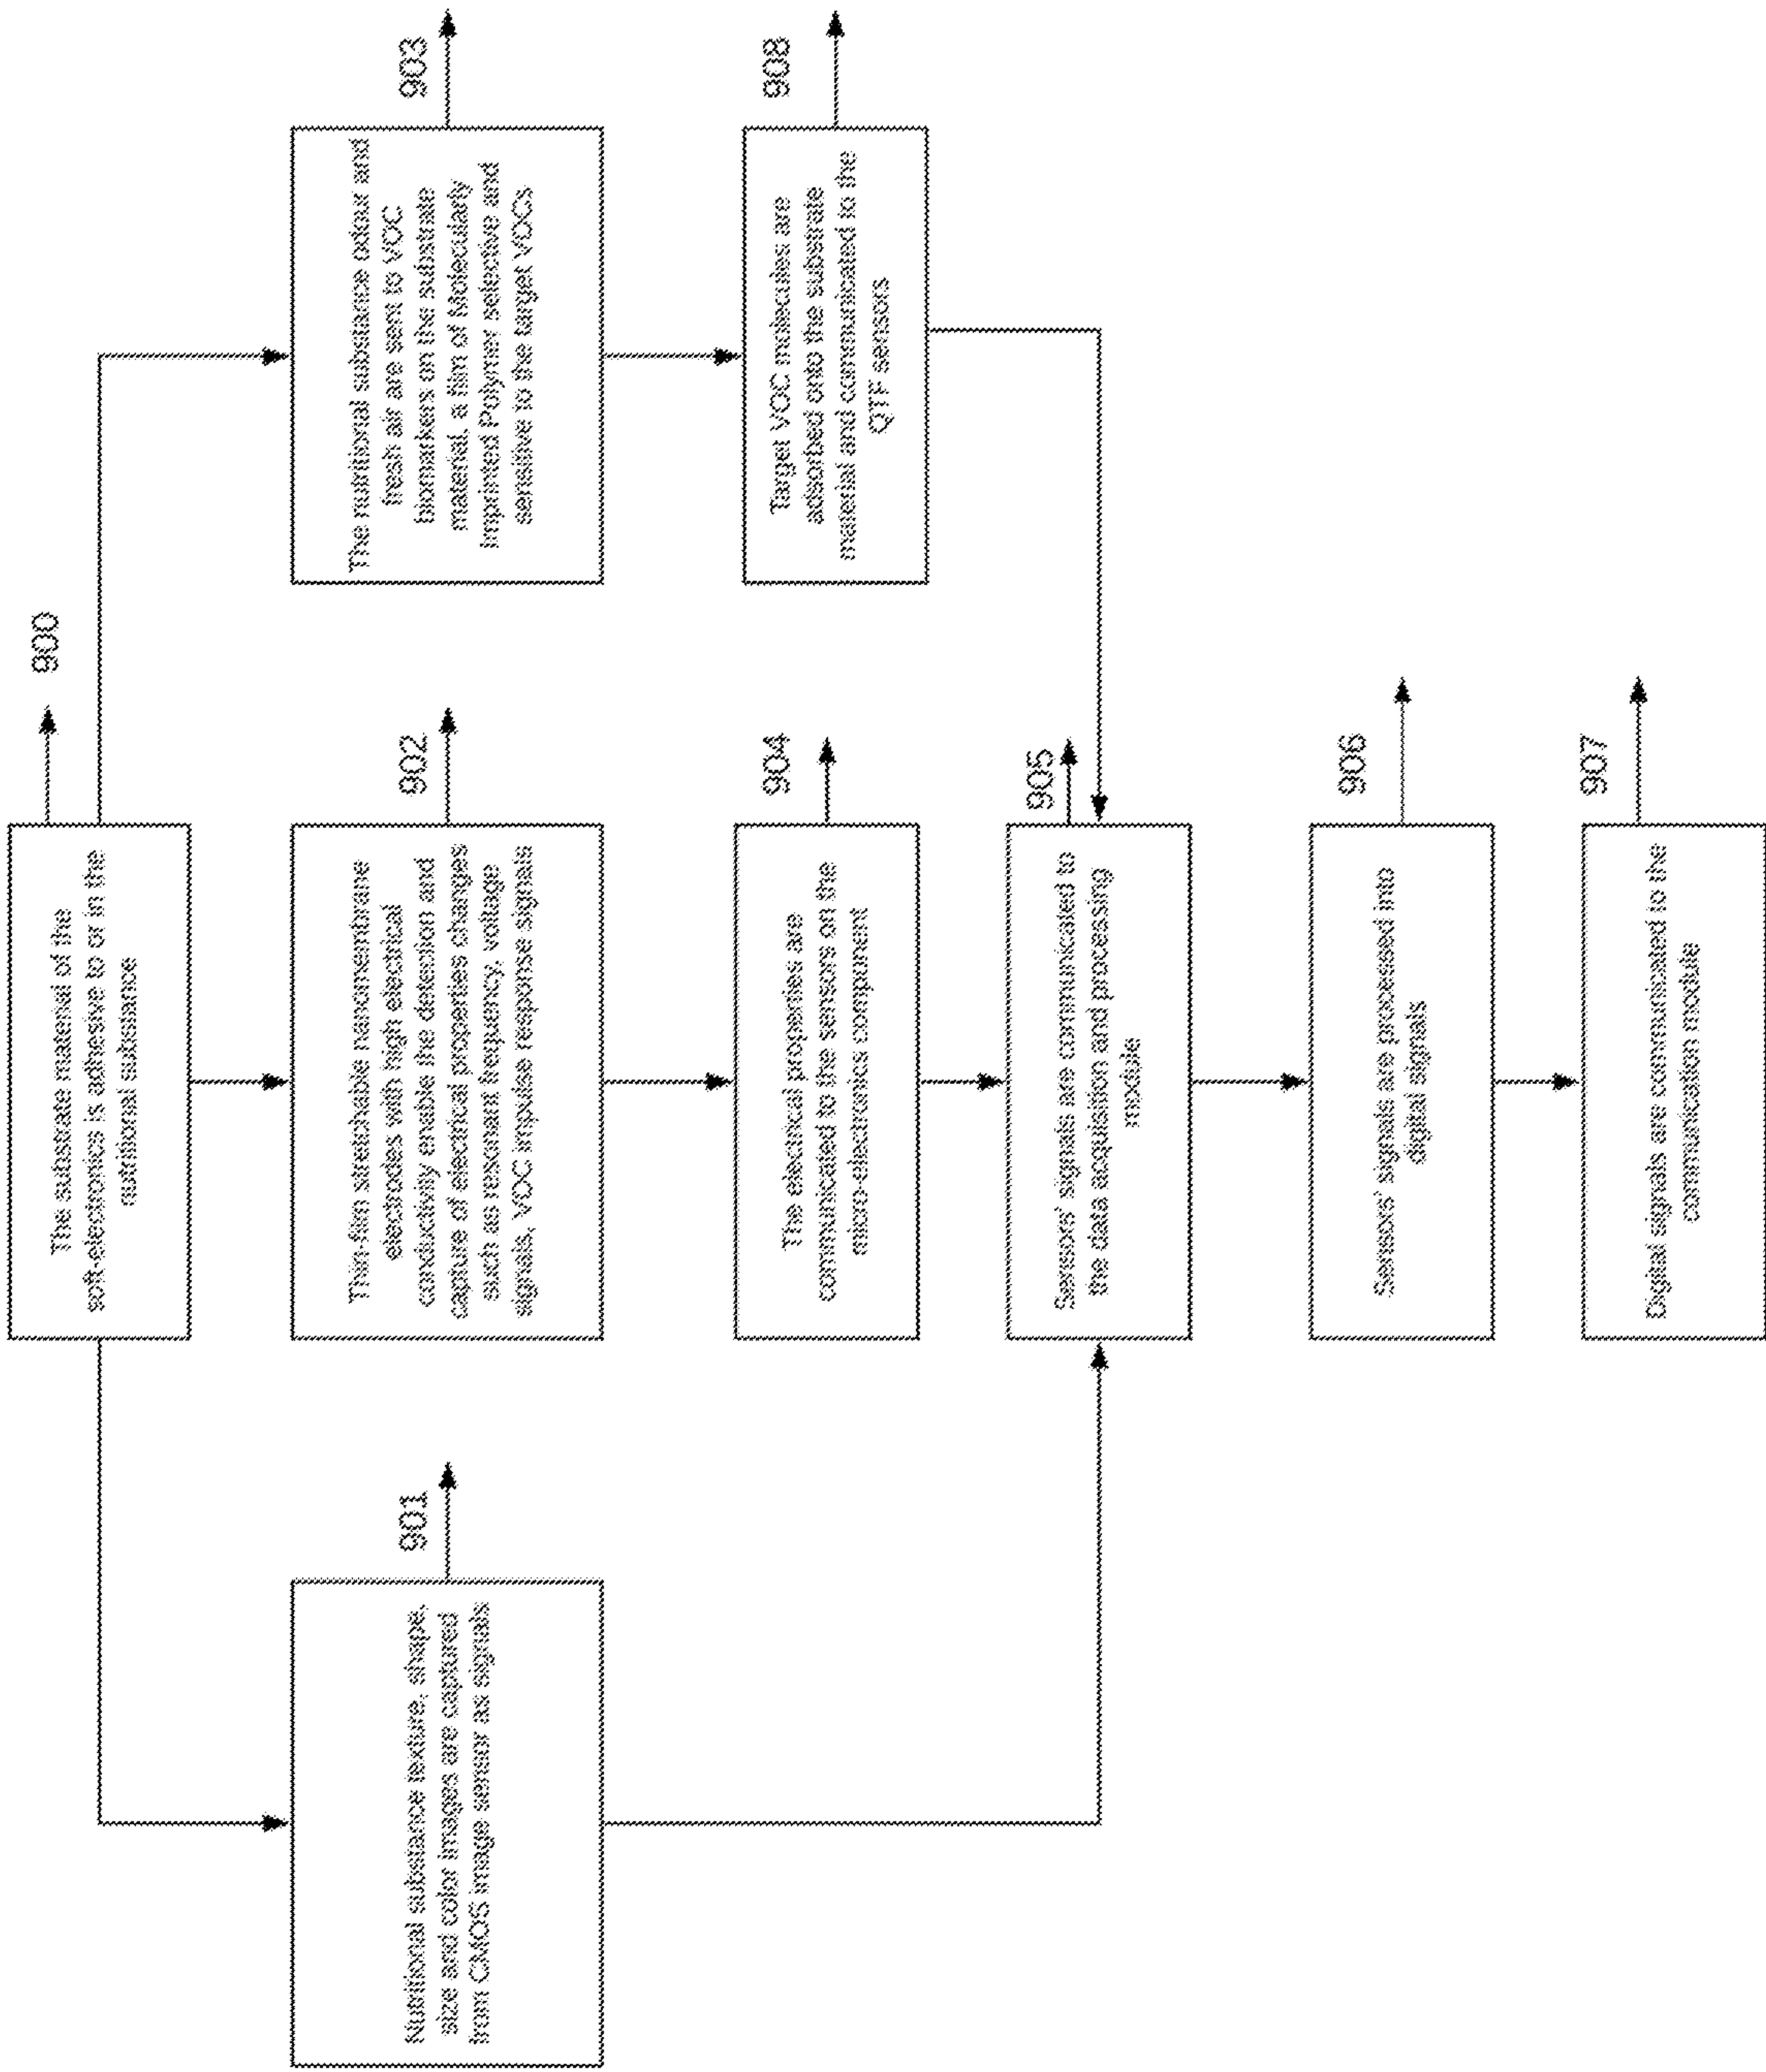 The substrate material of the
soft-electronics is adhesive to or in the
nutritional substance
900
Nutritional substance texture, shape,
size and color images are captured
from CMOS image sensor as signals
901
Thin-film stretchable nanomembrane
electrodes with high electrical
conductivity enable the detection and
capture of electrical properties changes
such as resonant frequency, voltage
signals, VOC impulse response signals
902
The nutritional substance odour and
fresh air are sent to VOC
biomarkers on the substrate
material, a film of Molecularly
Imprinted Polymer selective and
sensitive to the target VOCs
903
The electrical properties are
communicated to the sensors on the
micro-electronics component
904
Target VOC molecules are
adsorbed onto the substrate
material and communicated to the
QTF sensors
908
Sensors' signals are communicated to
the data acquisition and processing
module
905
Sensors' signals are processed into
digital signals
906
Digital signals are communicated to the
communication module
907